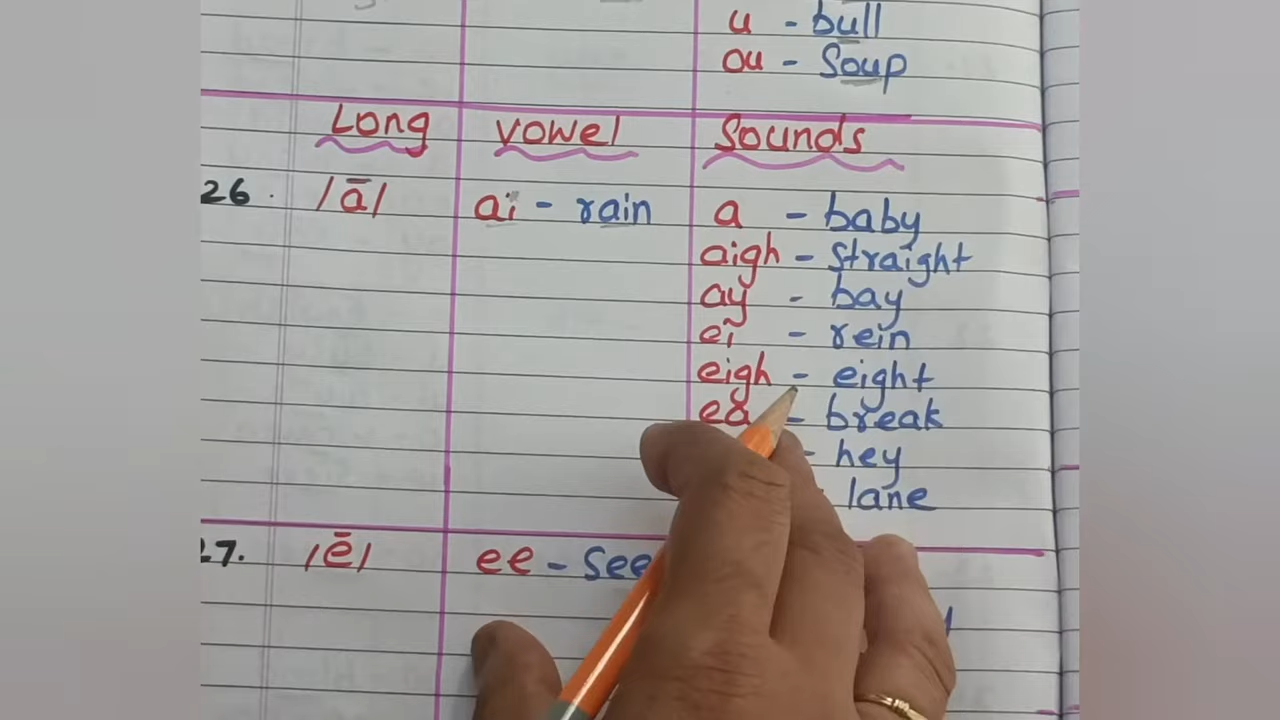 u - bull
ou - Soup
Long Vowel Sounds
26. /ā/ ai - rain a - baby
aigh - straight
ay - bay
ei - rein
eigh - eight
ea - break
- hey
lane
27. /ē/ ee - See